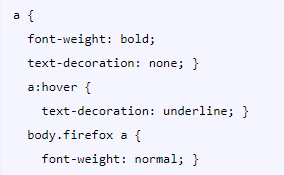 a {
  font-weight: bold;
  text-decoration: none; }
  a:hover {
    text-decoration: underline; }
  body.firefox a {
    font-weight: normal; }